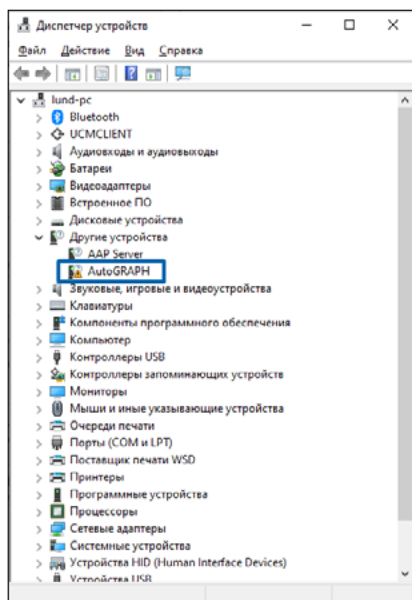 Диспетчер устройств
Файл Действие Вид Справка
lund-pc
Bluetooth
UCMCLIENT
Аудиовходы и аудиовыходы
Батареи
Видеоадаптеры
Встроенное ПО
Дисковые устройства
Другие устройства
AAP Server
AutoGRAPH
Звуковые, игровые и видеоустройства
Клавиатуры
Компоненты программного обеспечения
Компьютер
Контроллеры USB
Контроллеры запоминающих устройств
Мониторы
Мыши и иные указывающие устройства
Очереди печати
Порты (COM и LPT)
Поставщик печати WSD
Принтеры
Программные устройства
Процессоры
Сетевые адаптеры
Системные устройства
Устройства HID (Human Interface Devices)
Устройства USB